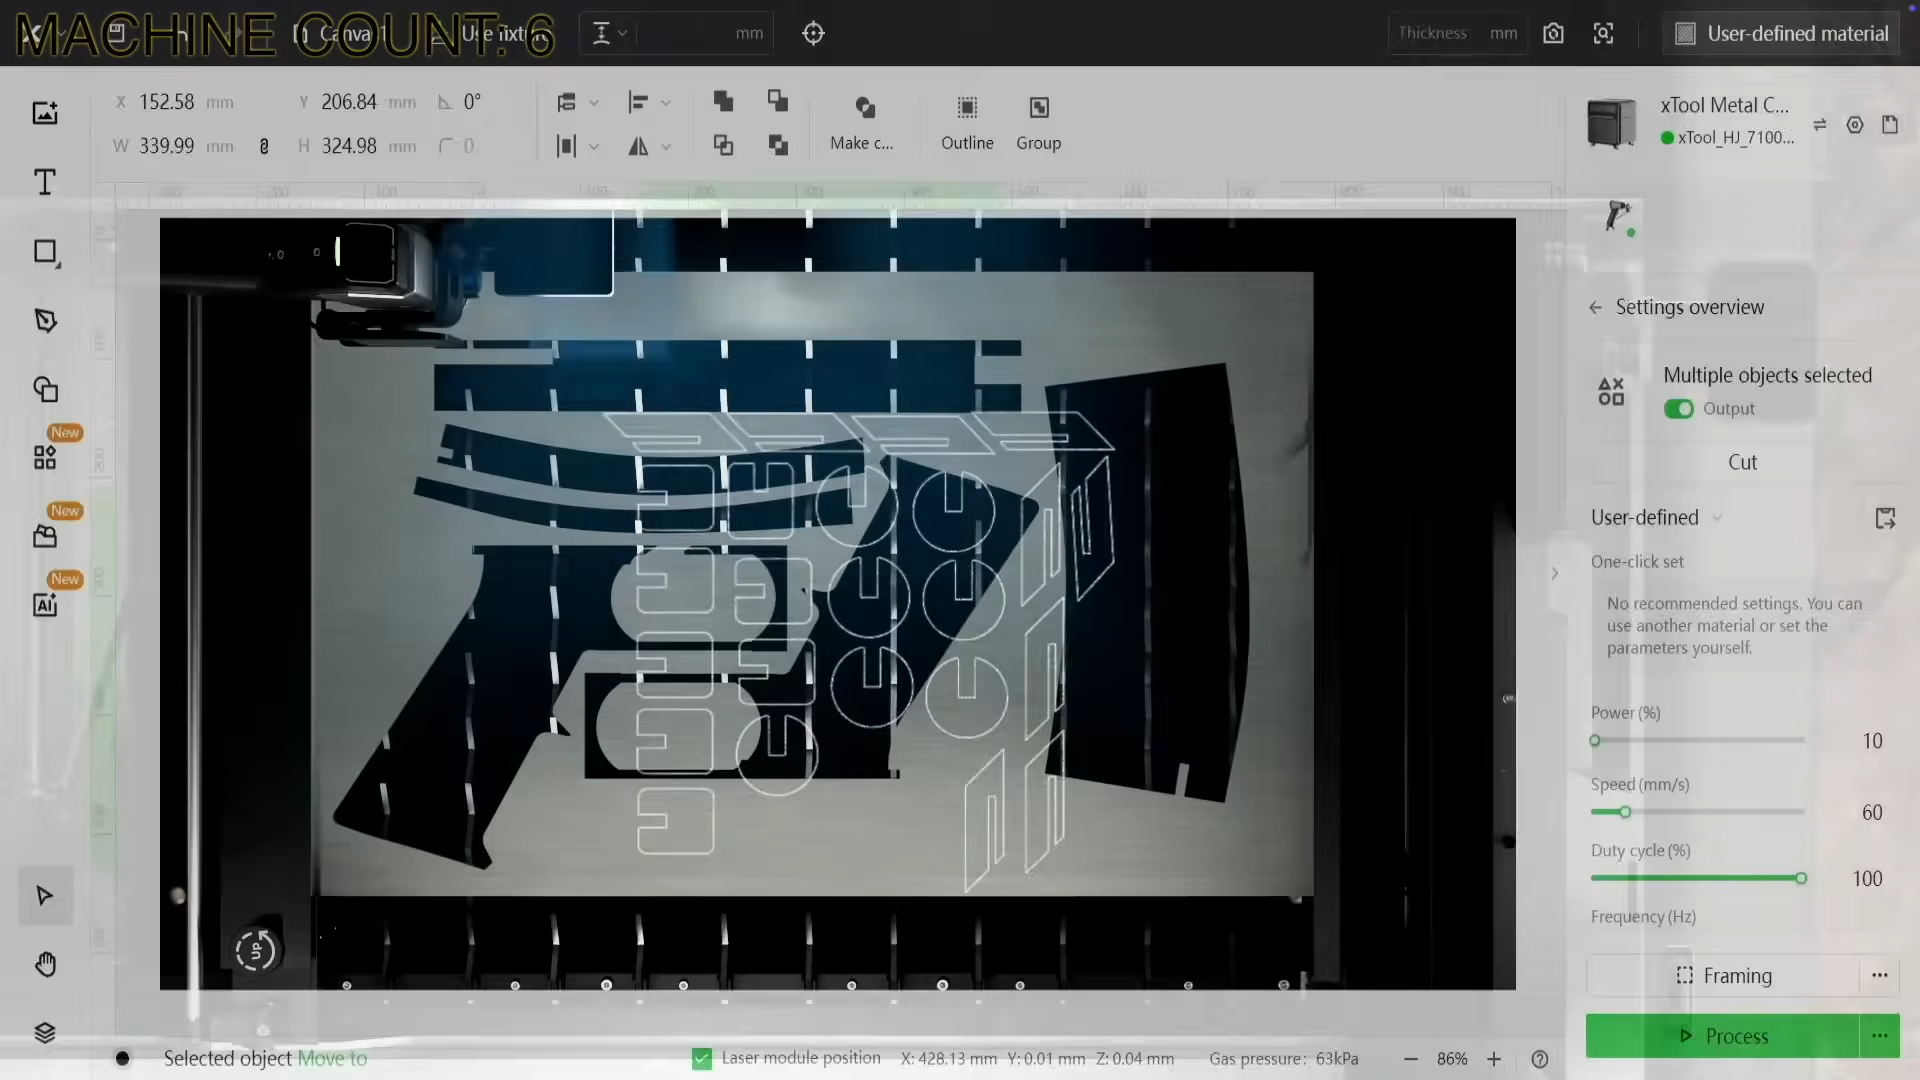 MACHINE COUNT: 6
Use fixtu
mm
Thickness mm
User-defined material
X 152.58 mm Y 206.84 mm 0°
W 339.99 mm H 324.98 mm 0
Make c...
Outline
Group
xTool Metal C...
xTool_HJ_7100...
Settings overview
Multiple objects selected
Output
Cut
User-defined
One-click set
No recommended settings. You can
use another material or set the
parameters yourself.
Power (%)
10
Speed (mm/s)
60
Duty cycle (%)
100
Frequency (Hz)
Framing
Process
New
New
New
AI
UP
Selected object Move to
Laser module position X: 428.13 mm Y: 0.01 mm Z: 0.04 mm Gas pressure: 63kPa
86%